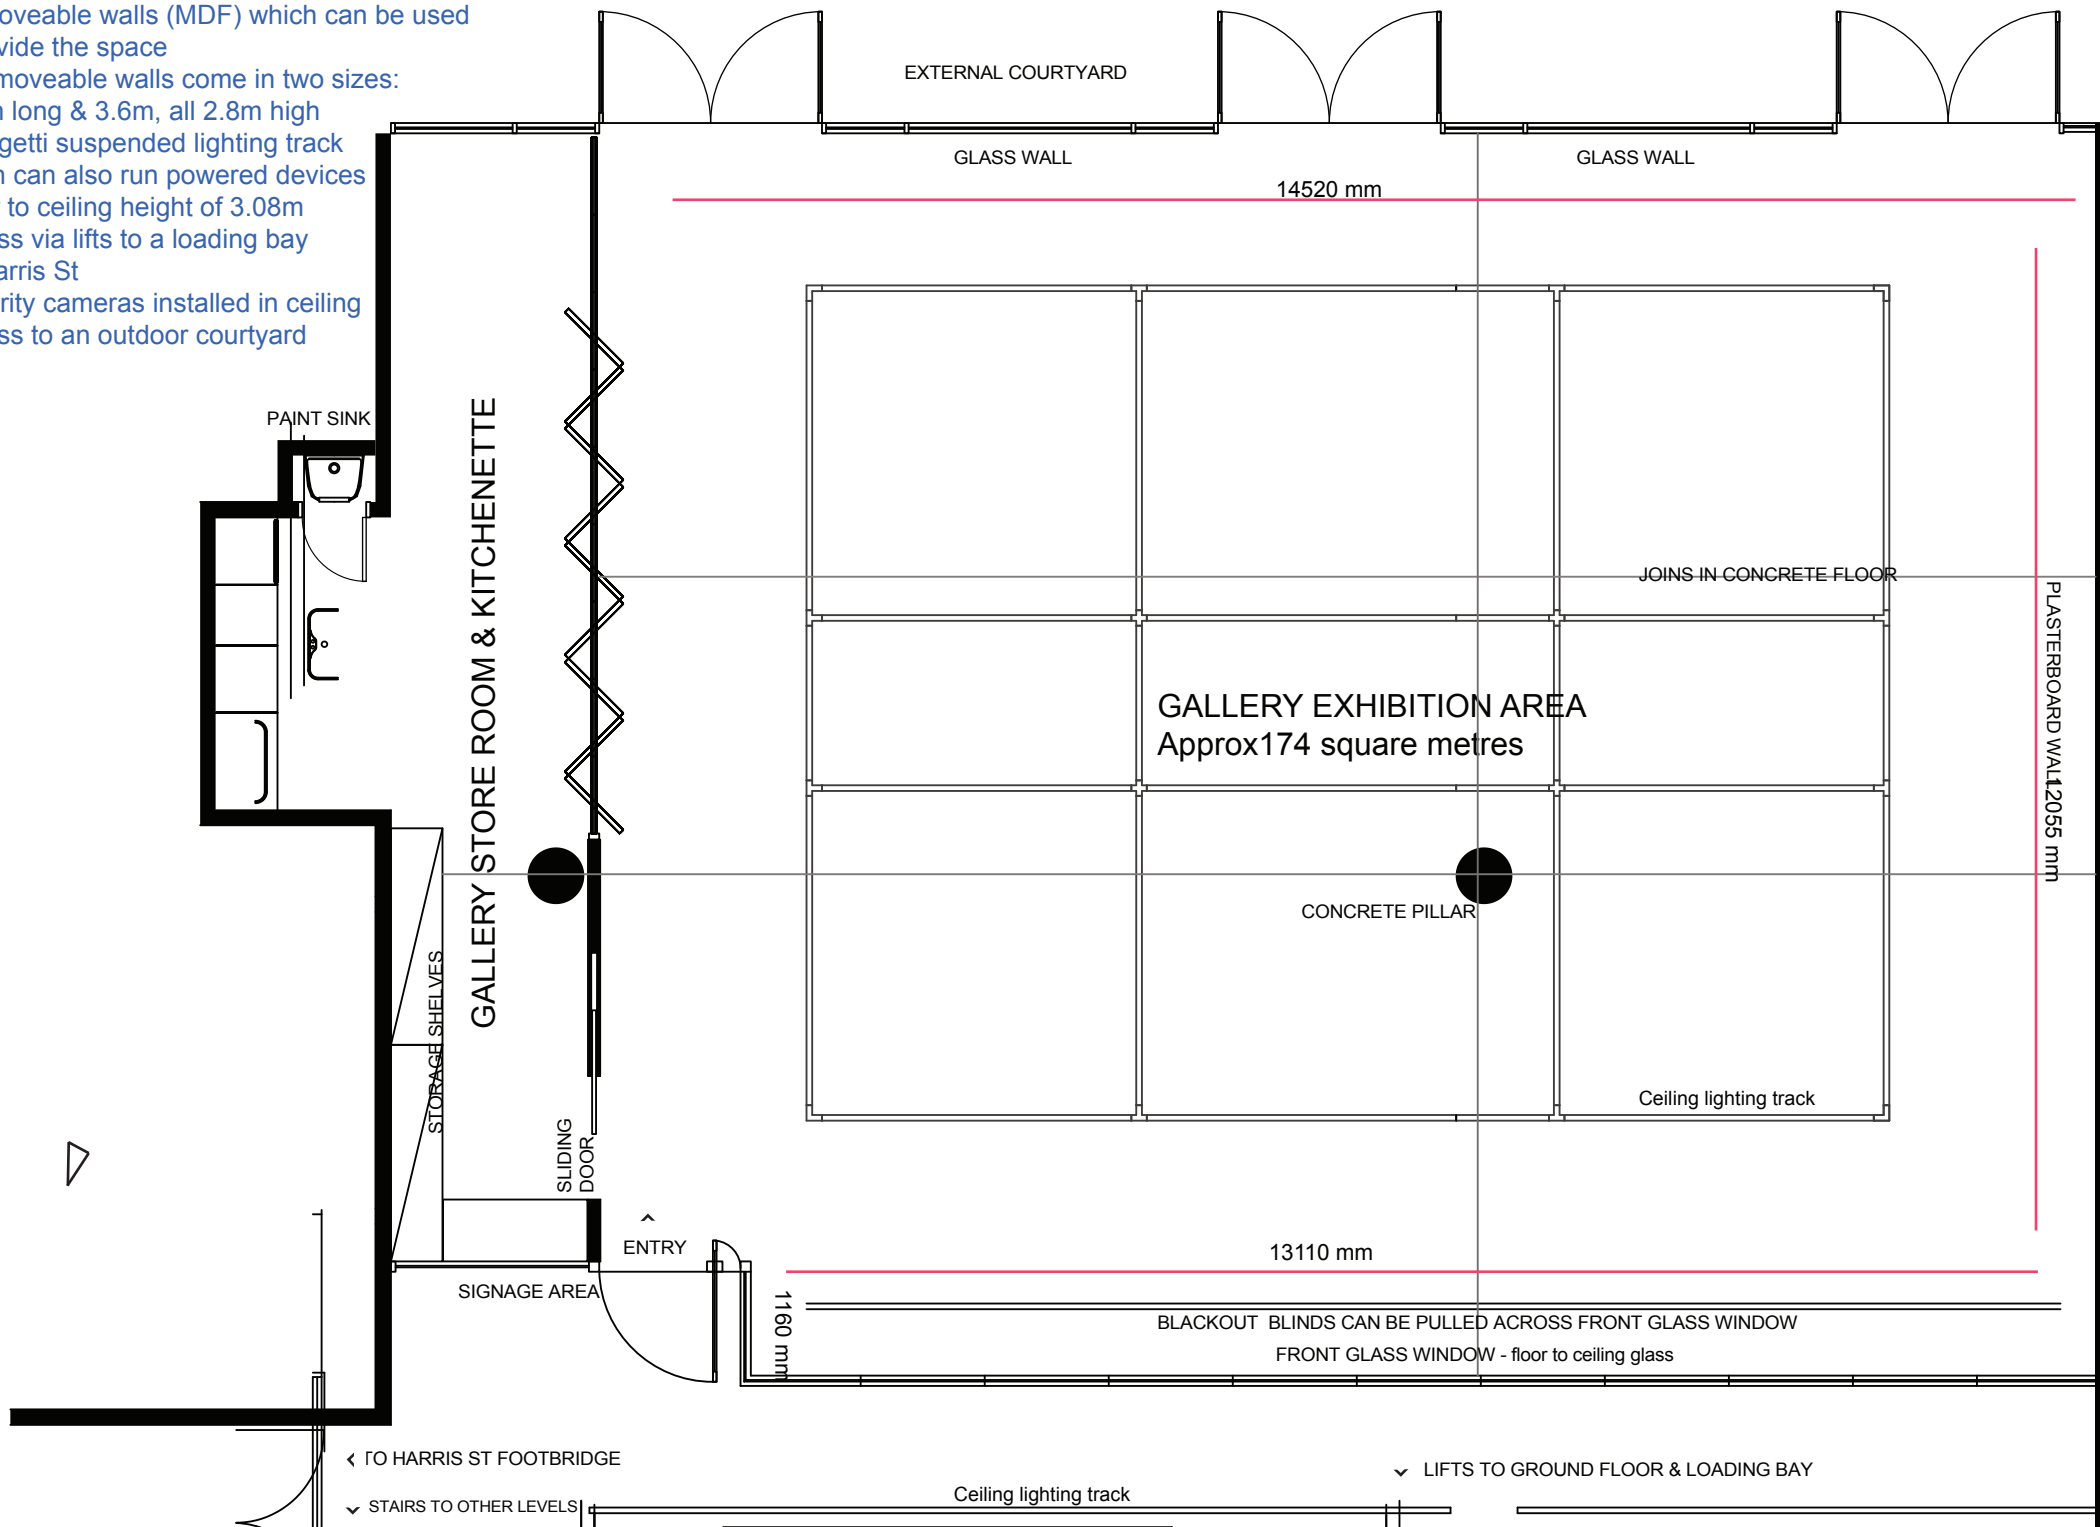 oveable walls (MDF) which can be used
vide the space
moveable walls come in two sizes:
long & 3.6m, all 2.8m high
getti suspended lighting track
can also run powered devices
to ceiling height of 3.08m
ss via lifts to a loading bay
arris St
rity cameras installed in ceiling
ss to an outdoor courtyard
EXTERNAL COURTYARD
GLASS WALL
GLASS WALL
14520 mm
PAINT SINK
GALLERY STORE ROOM & KITCHENETTE
JOINS IN CONCRETE FLOOR
PLASTERBOARD WALL
12055 mm
GALLERY EXHIBITION AREA
Approx174 square metres
CONCRETE PILLAR
STORAGE SHELVES
Ceiling lighting track
SLIDING
DOOR
ENTRY
13110 mm
SIGNAGE AREA
1160 mm
BLACKOUT BLINDS CAN BE PULLED ACROSS FRONT GLASS WINDOW
FRONT GLASS WINDOW - floor to ceiling glass
TO HARRIS ST FOOTBRIDGE
LIFTS TO GROUND FLOOR & LOADING BAY
Ceiling lighting track
STAIRS TO OTHER LEVELS